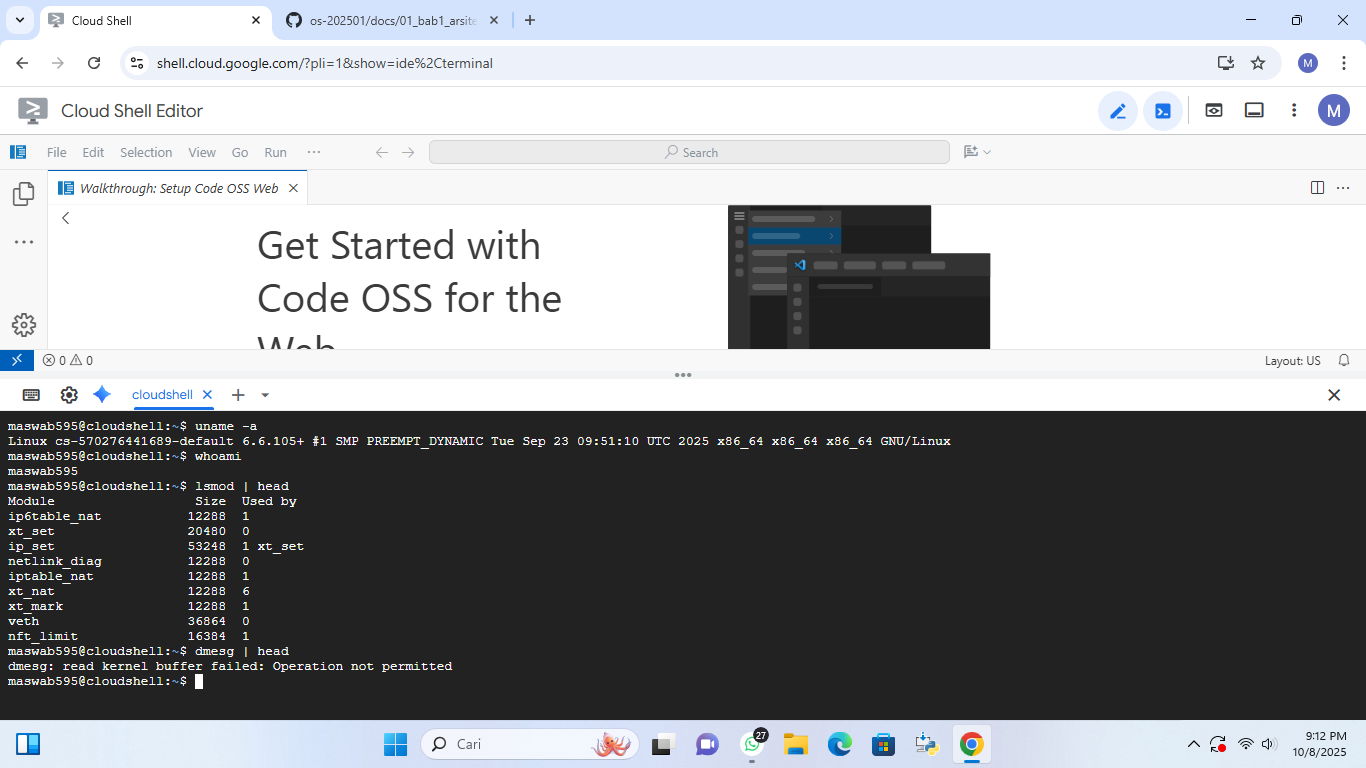 Cloud Shell
os-202501/docs/01_bab1_arsite
shell.cloud.google.com/?pli=1&show=ide%2Cterminal
M
Cloud Shell Editor
M
File Edit Selection View Go Run ···
Search
Walkthrough: Setup Code OSS Web
Get Started with
Code OSS for the
Web
0 0
Layout: US
cloudshell
maswab595@cloudshell:~$ uname -a
Linux cs-570276441689-default 6.6.105+ #1 SMP PREEMPT_DYNAMIC Tue Sep 23 09:51:10 UTC 2025 x86_64 x86_64 x86_64 GNU/Linux
maswab595@cloudshell:~$ whoami
maswab595
maswab595@cloudshell:~$ lsmod | head
Module Size Used by
ip6table_nat 12288 1
xt_set 20480 0
ip_set 53248 1 xt_set
netlink_diag 12288 0
iptable_nat 12288 1
xt_nat 12288 6
xt_mark 12288 1
veth 36864 0
nft_limit 16384 1
maswab595@cloudshell:~$ dmesg | head
dmesg: read kernel buffer failed: Operation not permitted
maswab595@cloudshell:~$
Cari
27
9:12 PM
10/8/2025